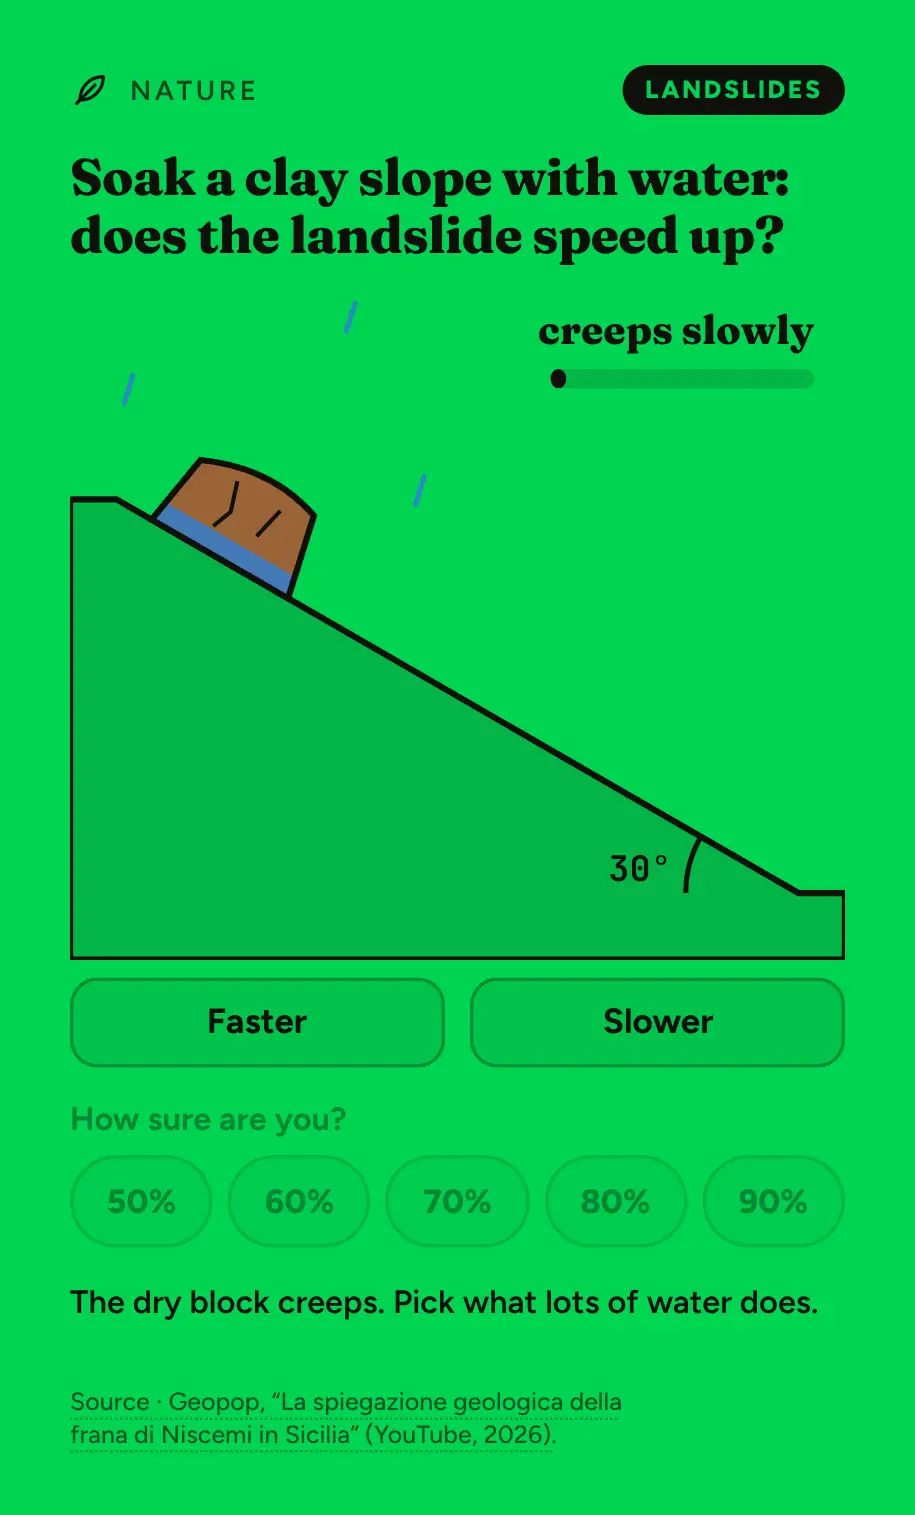 NATURE
LANDSLIDES
Soak a clay slope with water:
does the landslide speed up?
creeps slowly
30°
Faster
Slower
How sure are you?
50%
60%
70%
80%
90%
The dry block creeps. Pick what lots of water does.
Source · Geopop, “La spiegazione geologica della
frana di Niscemi in Sicilia” (YouTube, 2026).